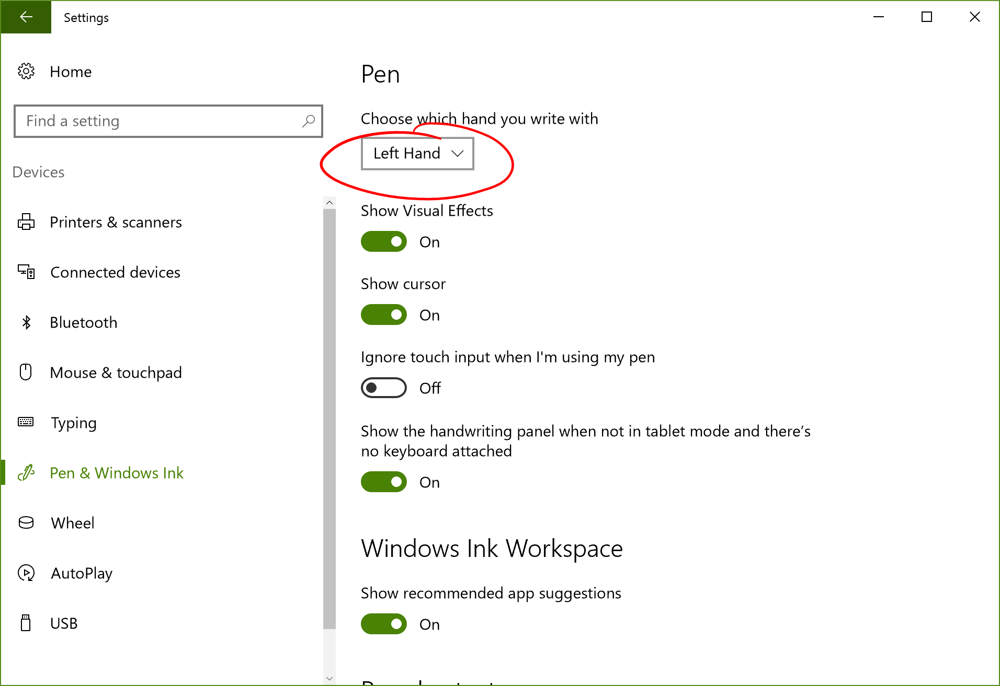 Settings
Home
Find a setting
Devices
Printers & scanners
Connected devices
Bluetooth
Mouse & touchpad
Typing
Pen & Windows Ink
Wheel
AutoPlay
USB
Pen
Choose which hand you write with
Left Hand
Show Visual Effects
On
Show cursor
On
Ignore touch input when I'm using my pen
Off
Show the handwriting panel when not in tablet mode and there’s
no keyboard attached
On
Windows Ink Workspace
Show recommended app suggestions
On